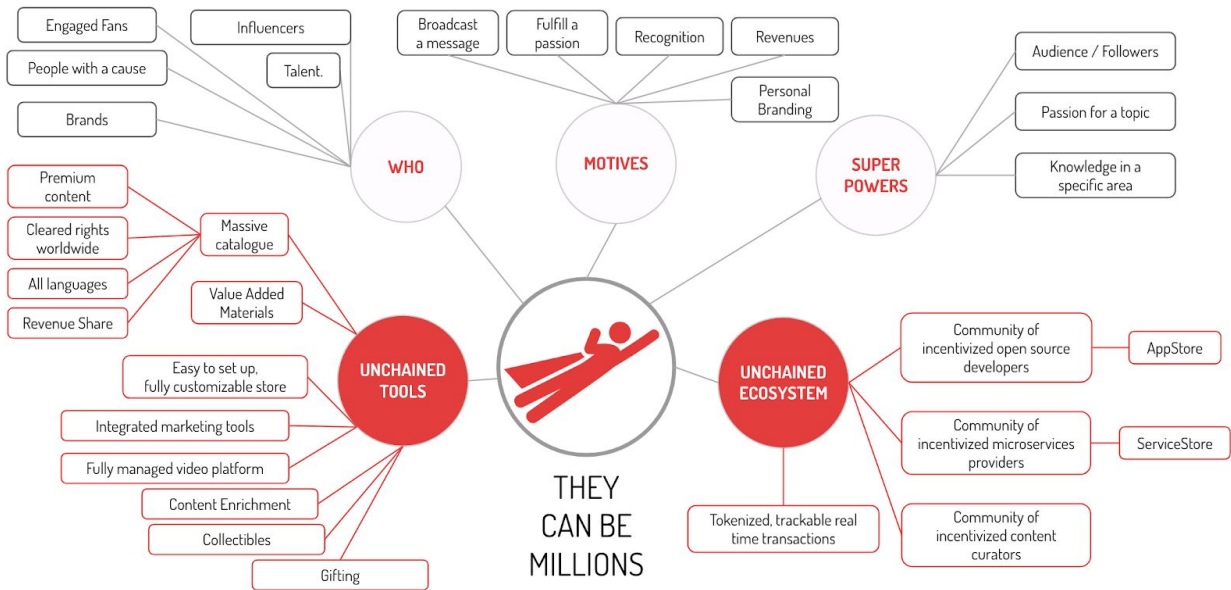 Engaged Fans
Influencers
People with a cause
Talent.
Brands
WHO
Broadcast
a message
Fulfill a
passion
Recognition
Revenues
Personal
Branding
MOTIVES
Audience / Followers
Passion for a topic
Knowledge in a
specific area
SUPER
POWERS
Premium
content
Cleared rights
worldwide
All languages
Revenue Share
Massive
catalogue
Value Added
Materials
UNCHAINED
TOOLS
Easy to set up,
fully customizable store
Integrated marketing tools
Fully managed video platform
Content Enrichment
Collectibles
Gifting
THEY
CAN BE
MILLIONS
UNCHAINED
ECOSYSTEM
Community of
incentivized open source
developers
AppStore
Community of
incentivized microservices
providers
ServiceStore
Community of
incentivized content
curators
Tokenized, trackable real
time transactions